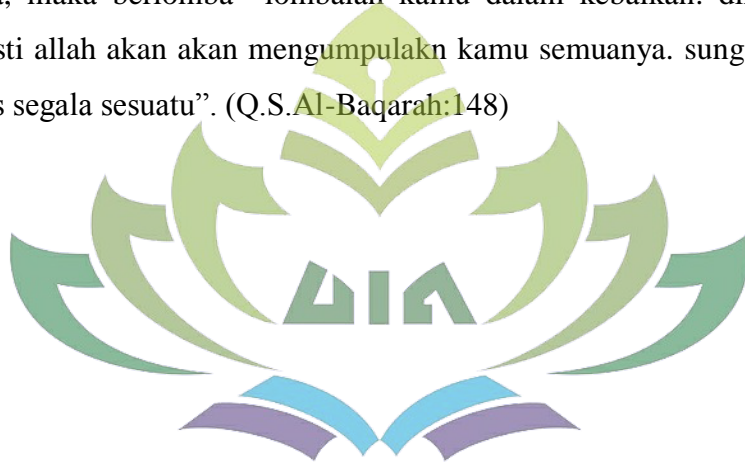 maka berlomba- lombalah kamu dalam kebaikan.
sti allah akan akan mengumpulakn kamu semuanya. sung
s segala sesuatu”. (Q.S.Al-Baqarah:148)
UIN